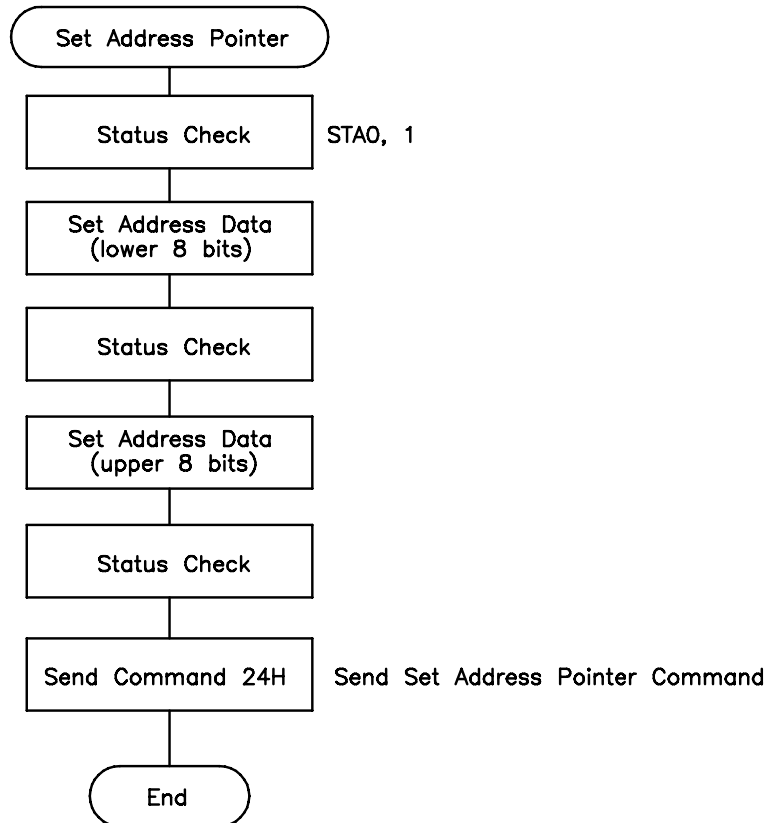 Set Address Pointer
Status Check
STA0, 1
Set Address Data
(lower 8 bits)
Status Check
Set Address Data
(upper 8 bits)
Status Check
Send Command 24H
Send Set Address Pointer Command
End